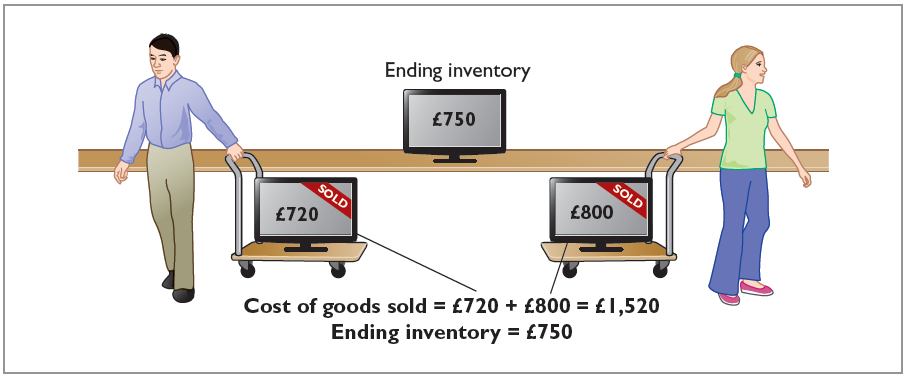 Ending inventory
£750
SOLD
£720
SOLD
£800
Cost of goods sold = £720 + £800 = £1,520
Ending inventory = £750